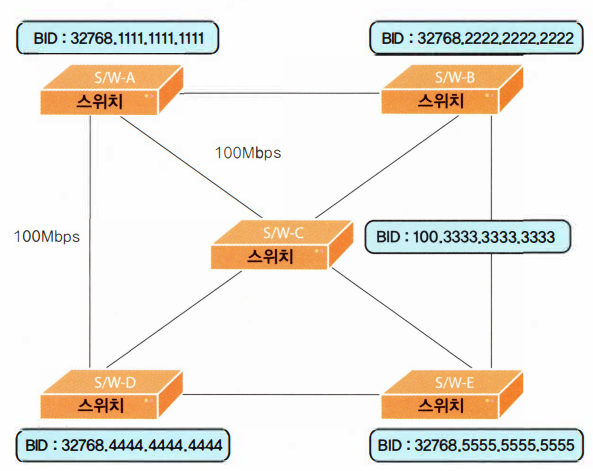 BID : 32768.1111.1111.1111
BID : 32768.2222.2222.2222
S/W-A
스위치
S/W-B
스위치
100Mbps
100Mbps
S/W-C
스위치
BID : 100.3333.3333.3333
S/W-D
스위치
S/W-E
스위치
BID : 32768.4444.4444.4444
BID : 32768.5555.5555.5555